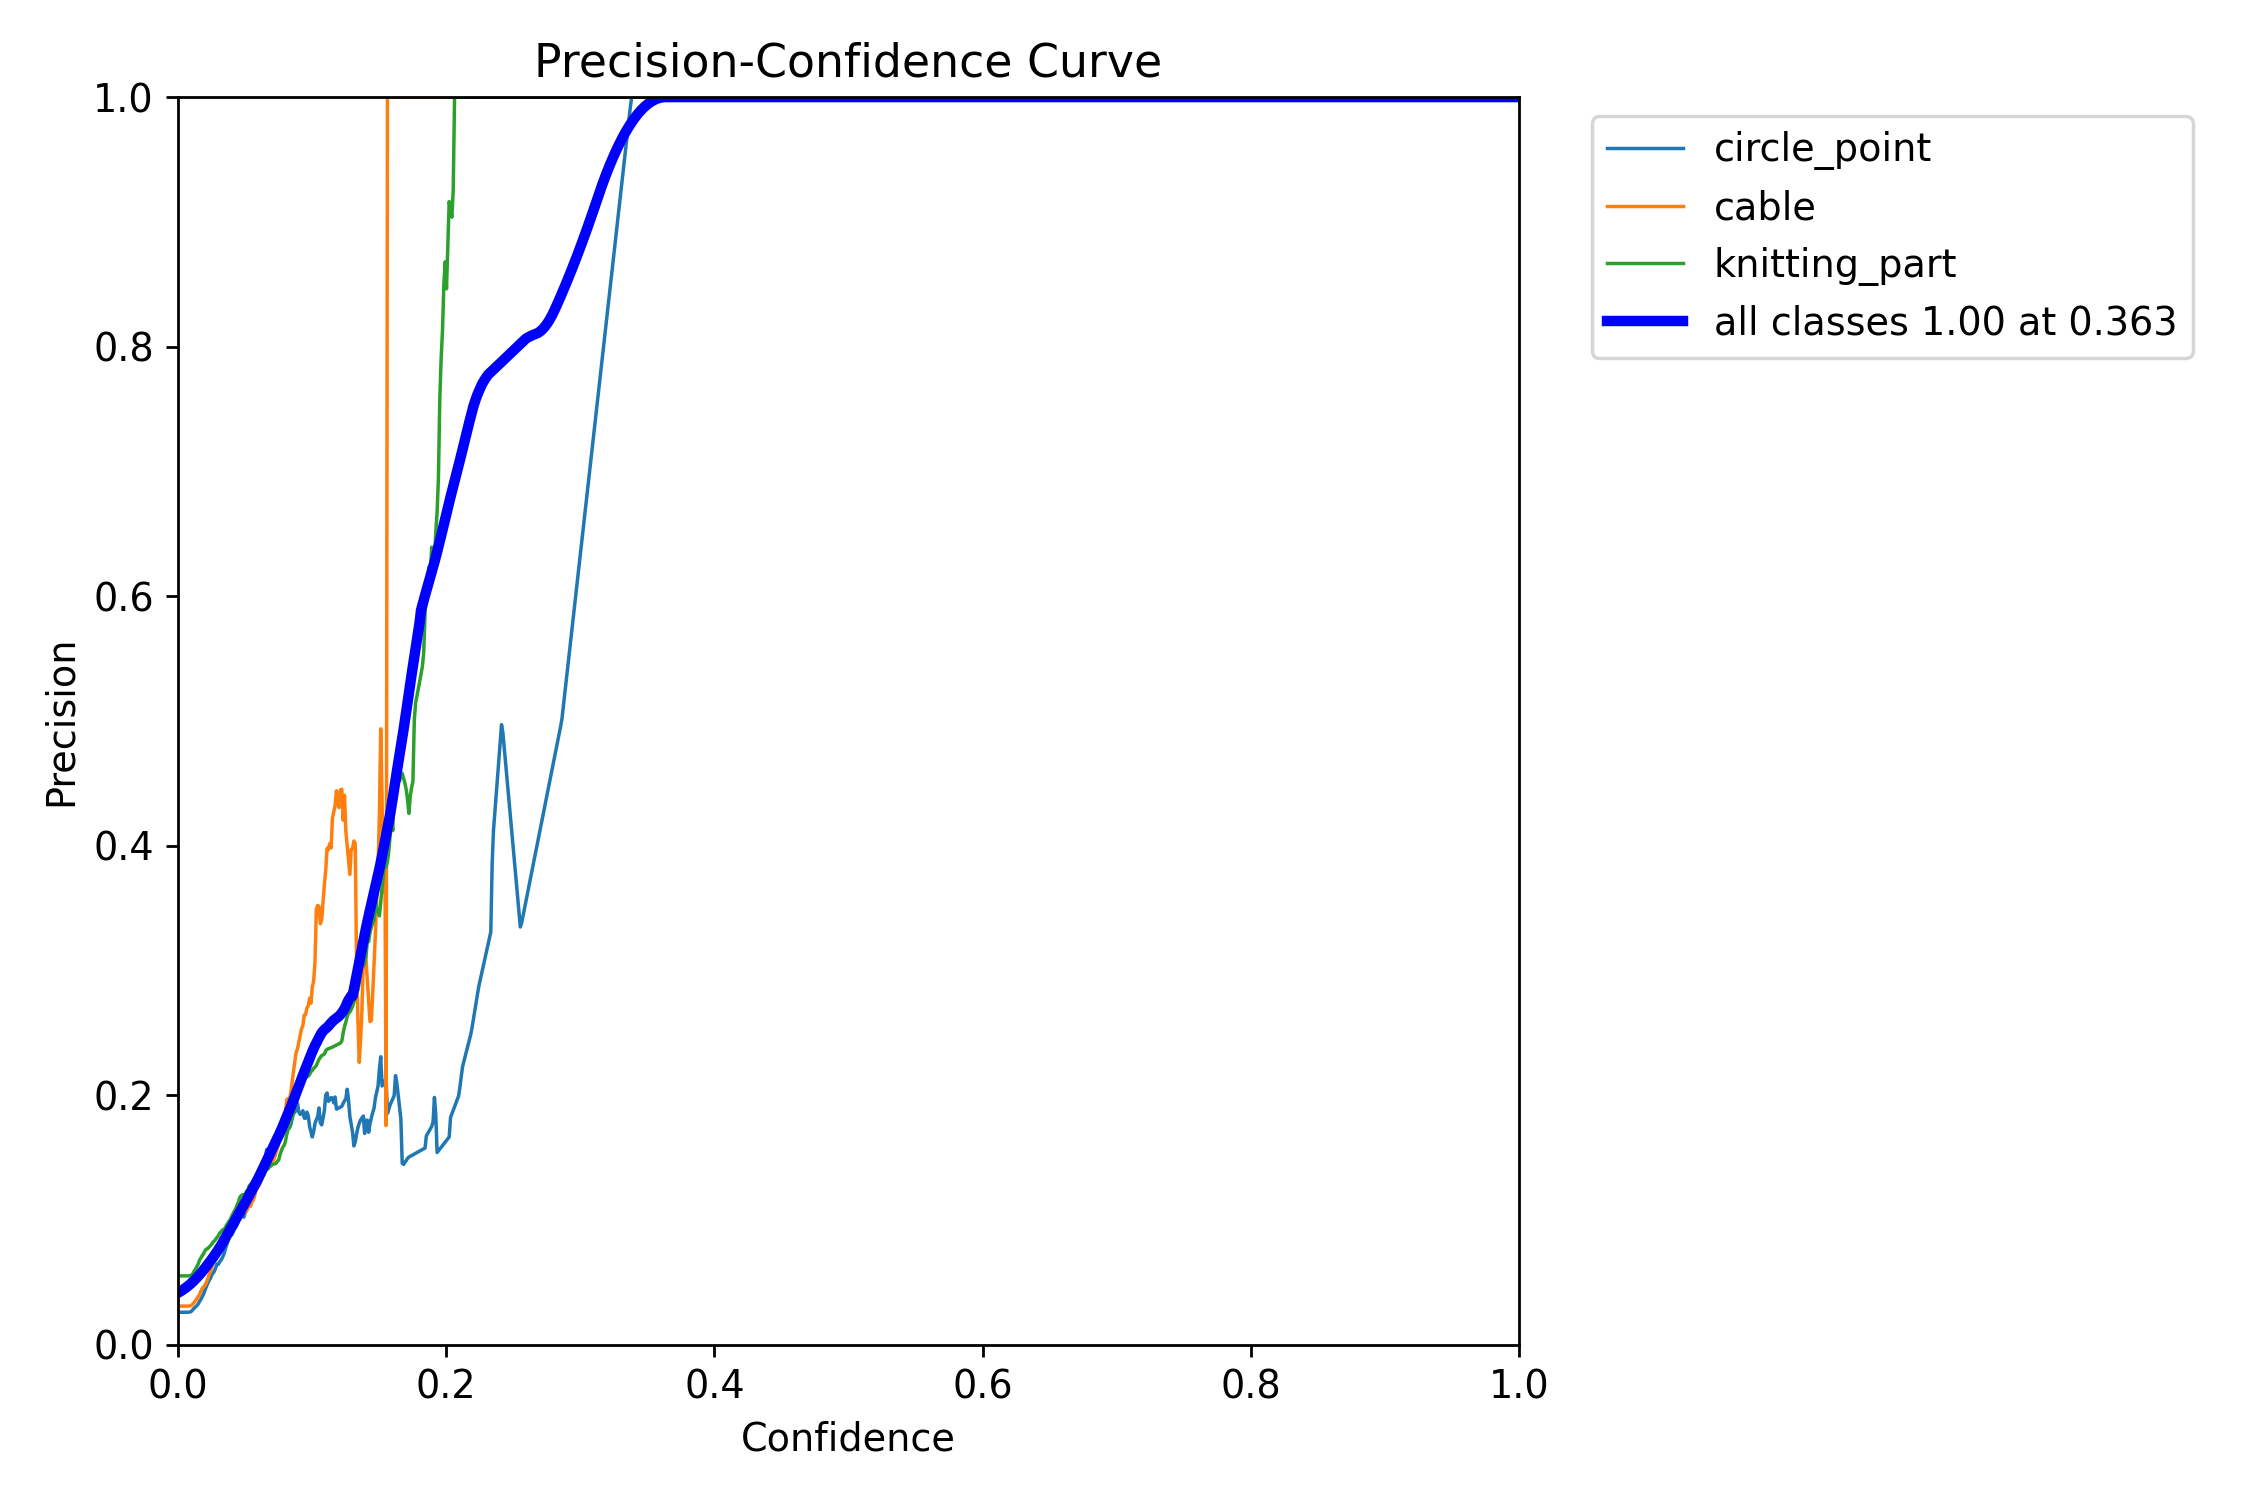 Precision-Confidence Curve
1.0
0.8
0.6
0.4
0.2
0.0
Precision
0.0 0.2 0.4 0.6 0.8 1.0
Confidence
circle_point
cable
knitting_part
all classes 1.00 at 0.363